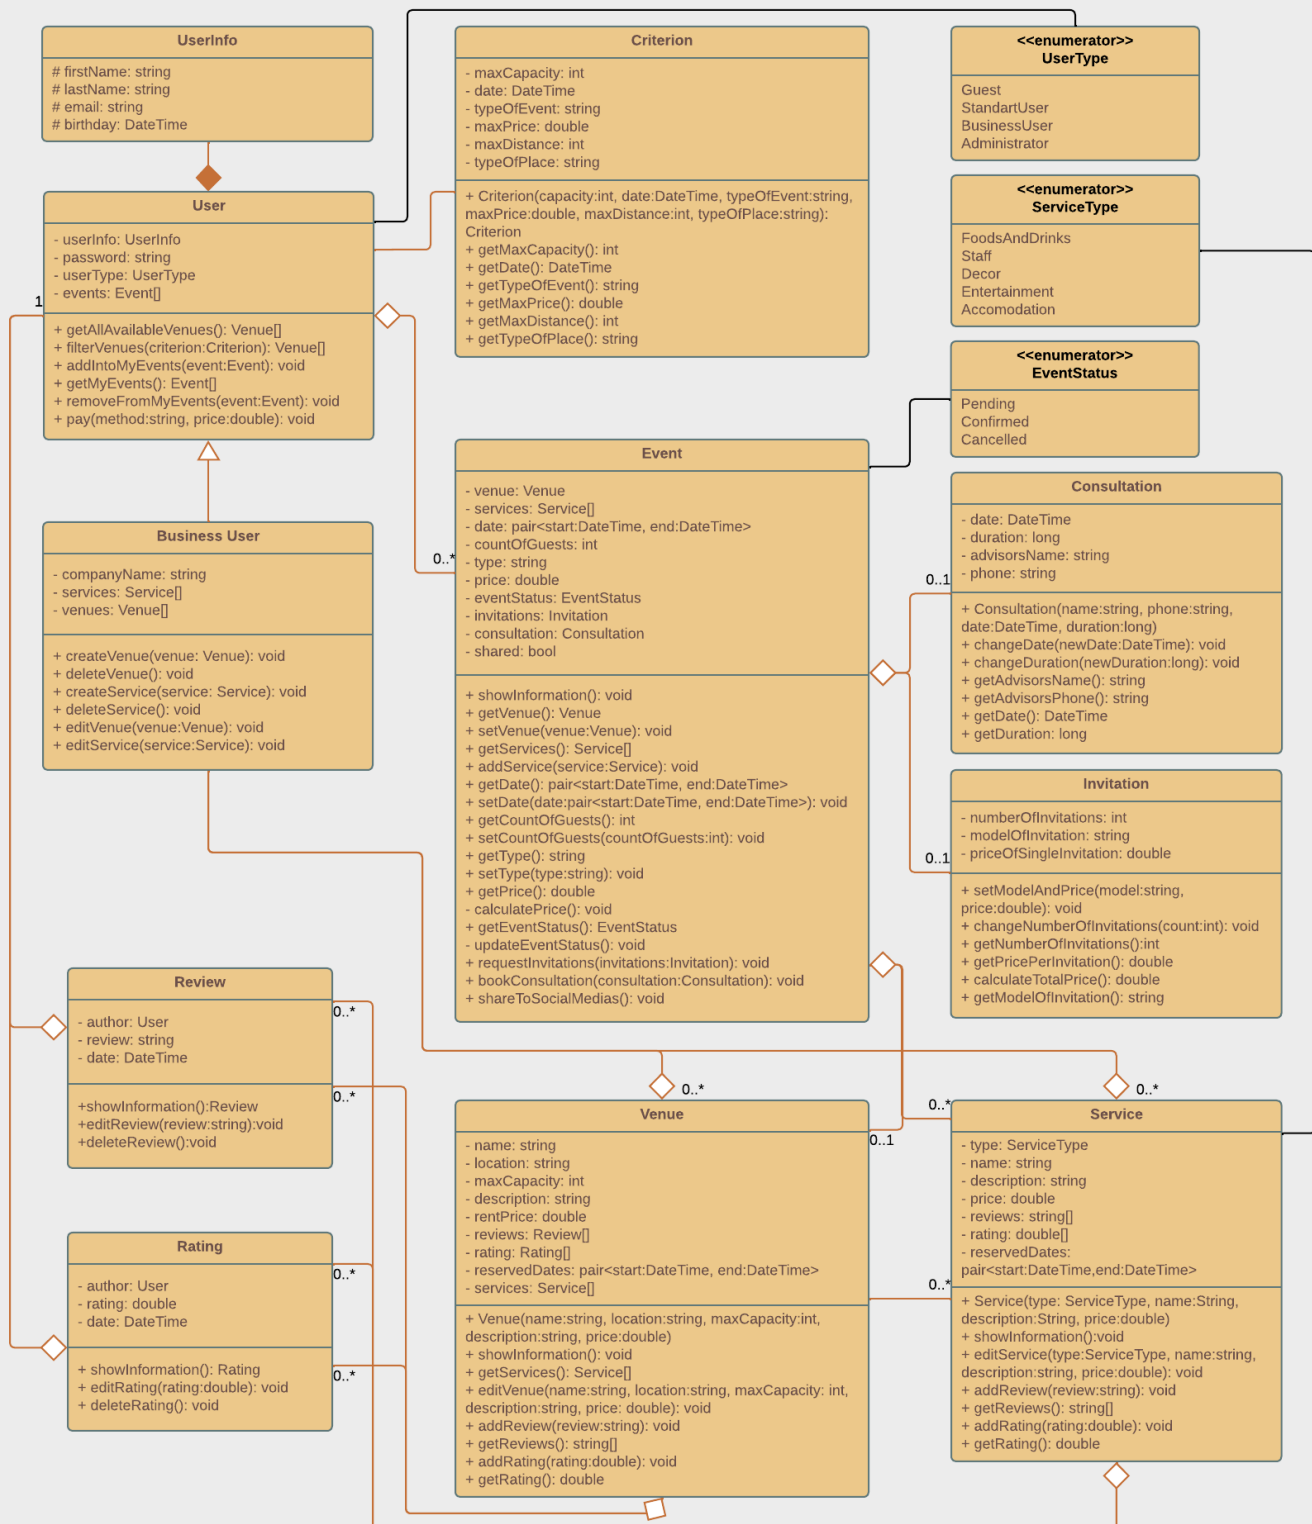 UserInfo
# firstName: string
# lastName: string
# email: string
# birthday: DateTime
User
- userInfo: UserInfo
- password: string
- userType: UserType
- events: Event[]
+ getAllAvailableVenues(): Venue[]
+ filterVenues(criterion:Criterion): Venue[]
+ addIntoMyEvents(event:Event): void
+ getMyEvents(): Event[]
+ removeFromMyEvents(event:Event): void
+ pay(method:string, price:double): void
1
Business User
- companyName: string
- services: Service[]
- venues: Venue[]
+ createVenue(venue: Venue): void
+ deleteVenue(): void
+ createService(service: Service): void
+ deleteService(): void
+ editVenue(venue:Venue): void
+ editService(service:Service): void
Review
- author: User
- review: string
- date: DateTime
+showInformation():Review
+editReview(review:string):void
+deleteReview():void
0..*
0..*
Rating
- author: User
- rating: double
- date: DateTime
+ showInformation(): Rating
+ editRating(rating:double): void
+ deleteRating(): void
0..*
0..*
Criterion
- maxCapacity: int
- date: DateTime
- typeOfEvent: string
- maxPrice: double
- maxDistance: int
- typeOfPlace: string
+ Criterion(capacity:int, date:DateTime, typeOfEvent:string,
maxPrice:double, maxDistance:int, typeOfPlace:string):
Criterion
+ getMaxCapacity(): int
+ getDate(): DateTime
+ getTypeOfEvent(): string
+ getMaxPrice(): double
+ getMaxDistance(): int
+ getTypeOfPlace(): string
Event
- venue: Venue
- services: Service[]
- date: pair<start:DateTime, end:DateTime>
- countOfGuests: int
- type: string
- price: double
- eventStatus: EventStatus
- invitations: Invitation
- consultation: Consultation
- shared: bool
+ showInformation(): void
+ getVenue(): Venue
+ setVenue(venue:Venue): void
+ getServices(): Service[]
+ addService(service:Service): void
+ getDate(): pair<start:DateTime, end:DateTime>
+ setDate(date:pair<start:DateTime, end:DateTime>): void
+ getCountOfGuests(): int
+ setCountOfGuests(countOfGuests:int): void
+ getType(): string
+ setType(type:string): void
+ getPrice(): double
- calculatePrice(): void
+ getEventStatus(): EventStatus
- updateEventStatus(): void
+ requestInvitations(invitations:Invitation): void
+ bookConsultation(consultation:Consultation): void
+ shareToSocialMedias(): void
0..*
0..*
Venue
- name: string
- location: string
- maxCapacity: int
- description: string
- rentPrice: double
- reviews: Review[]
- rating: Rating[]
- reservedDates: pair<start:DateTime, end:DateTime>
- services: Service[]
+ Venue(name:string, location:string, maxCapacity:int,
description:string, price:double)
+ showInformation(): void
+ getServices(): Service[]
+ editVenue(name:string, location:string, maxCapacity: int,
description:string, price: double): void
+ addReview(review:string): void
+ getReviews(): string[]
+ addRating(rating:double): void
+ getRating(): double
0..1
<<enumerator>>
UserType
Guest
StandartUser
BusinessUser
Administrator
<<enumerator>>
ServiceType
FoodsAndDrinks
Staff
Decor
Entertainment
Accomodation
<<enumerator>>
EventStatus
Pending
Confirmed
Cancelled
Consultation
- date: DateTime
- duration: long
- advisorsName: string
- phone: string
+ Consultation(name:string, phone:string,
date:DateTime, duration:long)
+ changeDate(newDate:DateTime): void
+ changeDuration(newDuration:long): void
+ getAdvisorsName(): string
+ getAdvisorsPhone(): string
+ getDate(): DateTime
+ getDuration: long
0..1
Invitation
- numberOfInvitations: int
- modelOfInvitation: string
- priceOfSingleInvitation: double
+ setModelAndPrice(model:string,
price:double): void
+ changeNumberOfInvitations(count:int): void
+ getNumberOfInvitations():int
+ getPricePerInvitation(): double
+ calculateTotalPrice(): double
+ getModelOfInvitation(): string
0..1
0..*
0..*
Service
- type: ServiceType
- name: string
- description: string
- price: double
- reviews: string[]
- rating: double[]
- reservedDates:
pair<start:DateTime,end:DateTime>
+ Service(type: ServiceType, name:String,
description:String, price:double)
+ showInformation():void
+ editService(type:ServiceType, name:string,
description:string, price:double): void
+ addReview(review:string): void
+ getReviews(): string[]
+ addRating(rating:double): void
+ getRating(): double
0..*